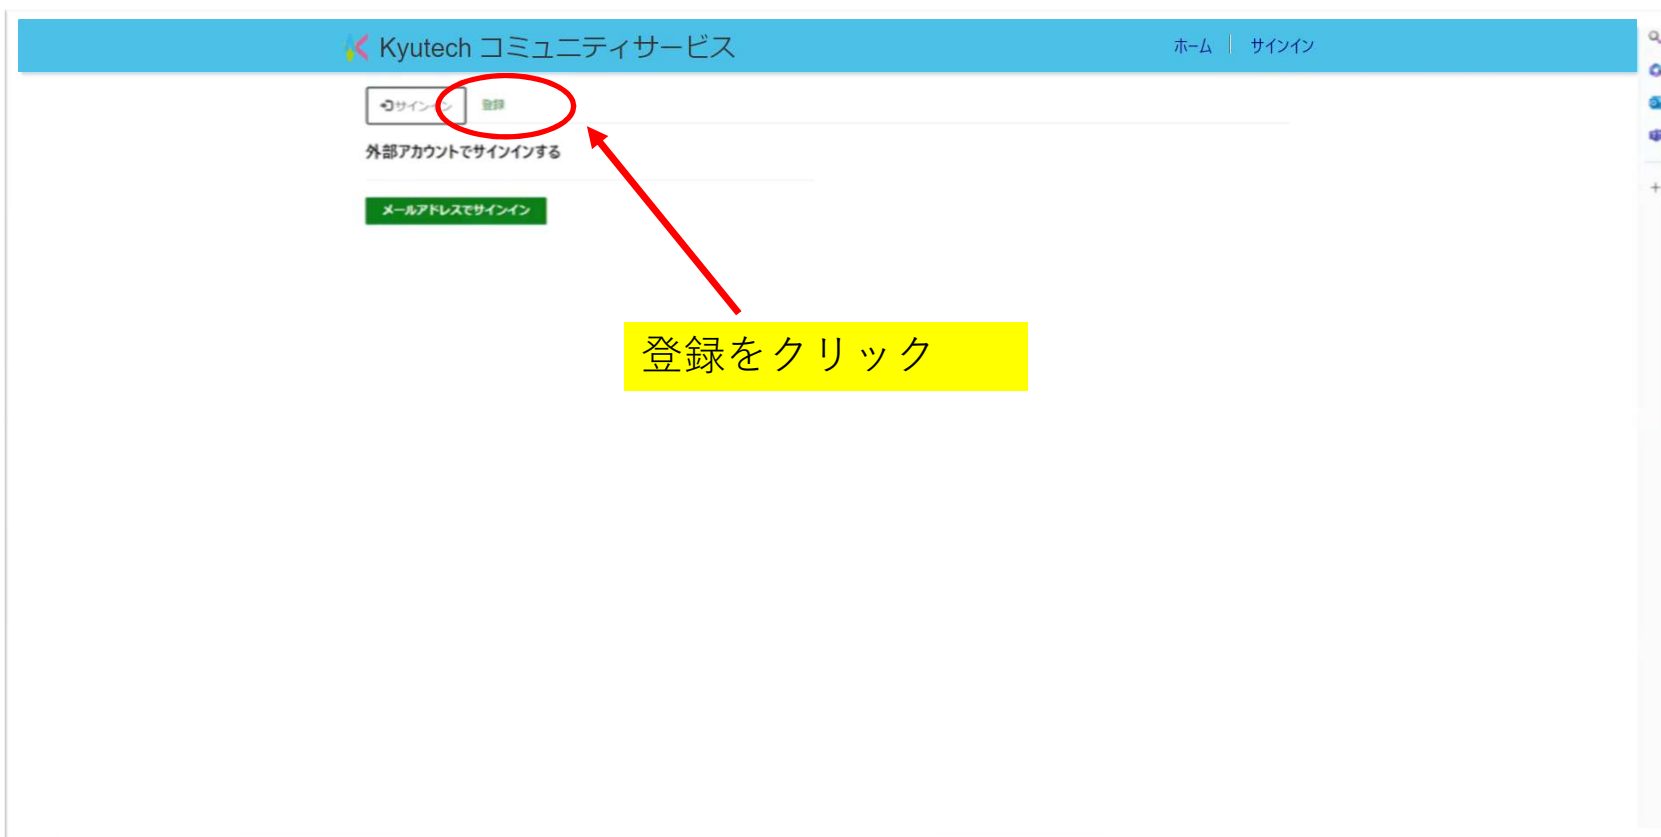 Kyutech コミュニティサービス
ホーム
サインイン
サインイン
登録
外部アカウントでサインインする
メールアドレスでサインイン
登録をクリック